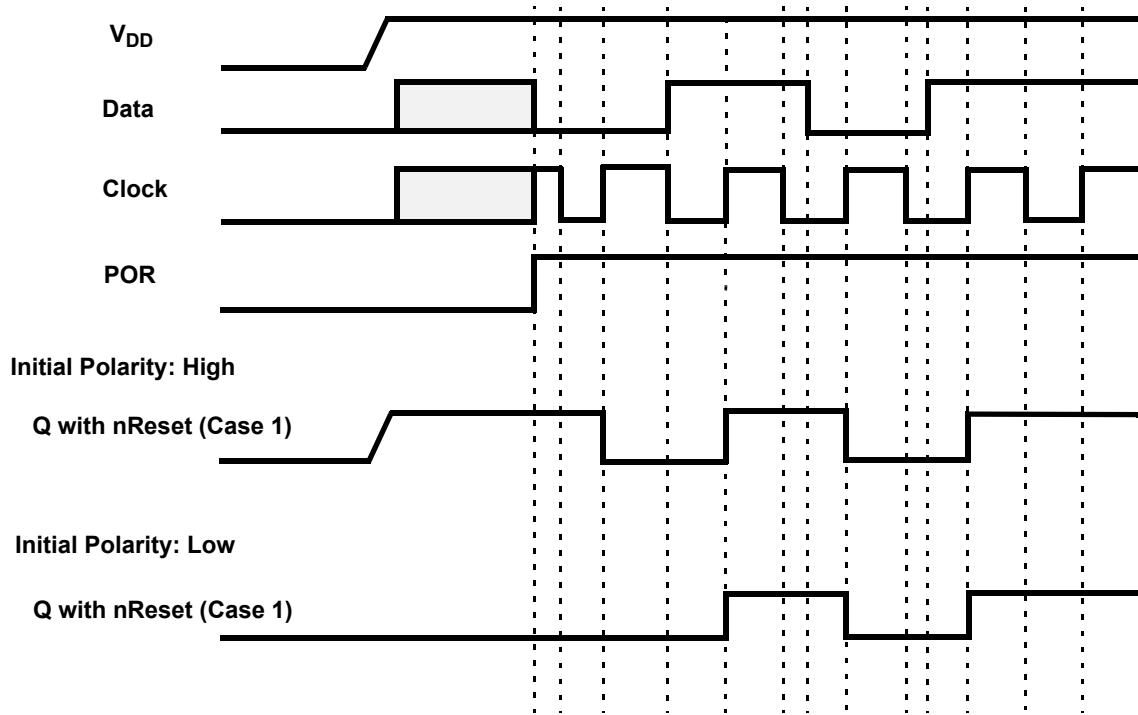 VDD
Data
Clock
POR
Initial Polarity: High
Q with nReset (Case 1)
Initial Polarity: Low
Q with nReset (Case 1)